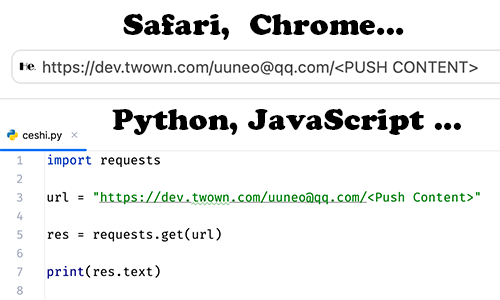 Safari, Chrome...
He. https://dev.twown.com/uuneo@qq.com/<PUSH CONTENT>
Python, JavaScript ...
ceshi.py ×
1 import requests
2
3 url = "https://dev.twown.com/uuneo@qq.com/<Push Content>"
4
5 res = requests.get(url)
6
7 print(res.text)
8